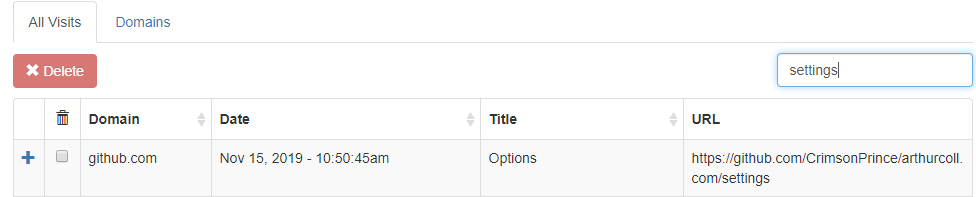 All Visits Domains
Delete settings
Domain Date Title URL
github.com Nov 15, 2019 - 10:50:45am Options https://github.com/CrimsonPrince/arthurcoll.
com/settings